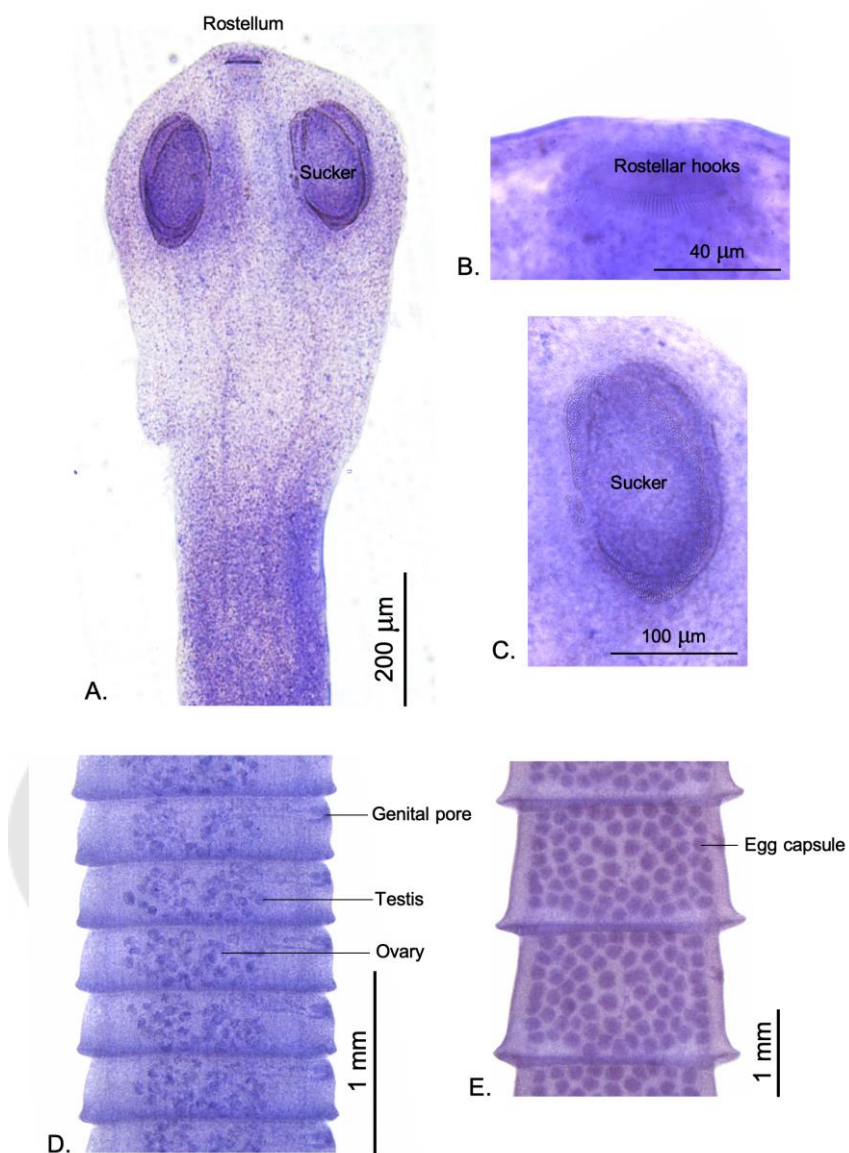 Rostellum
Sucker
A.
200 μm
Rostellar hooks
40 μm
B.
Sucker
100 μm
C.
Genital pore
Testis
Ovary
1 mm
D.
Egg capsule
1 mm
E.